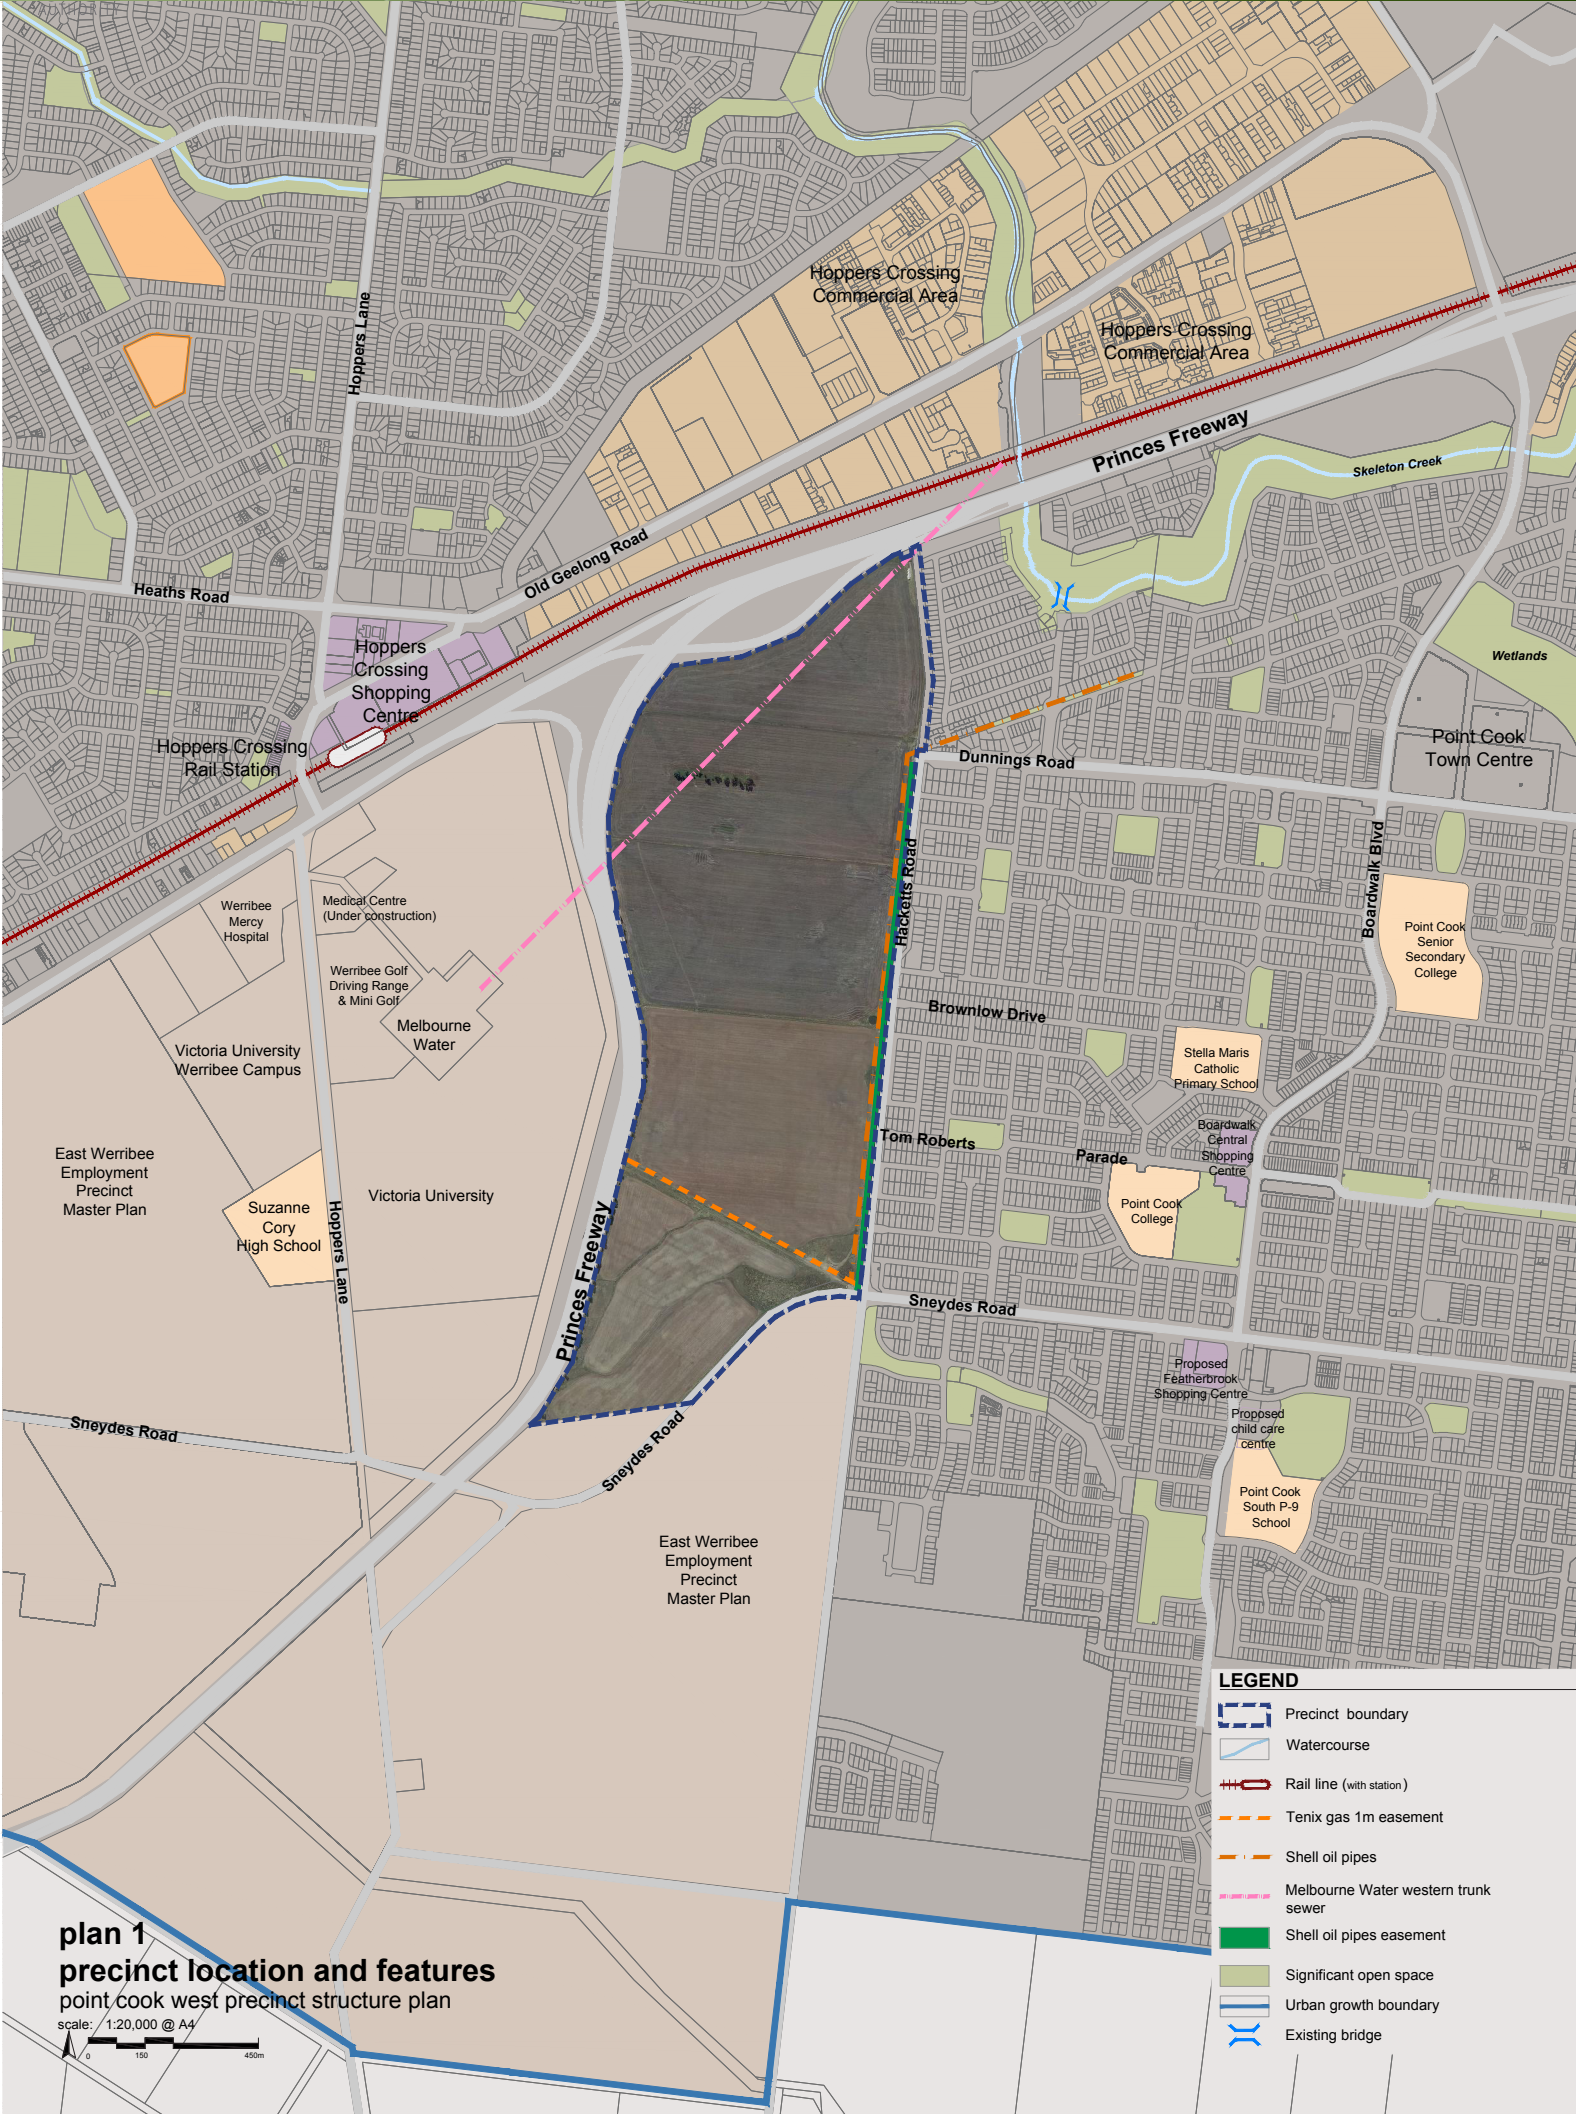 AUTHORITY
Hoppers Crossing
Commercial Area
Hoppers Crossing
Commercial Area
Hoppers Lane
Princes Freeway
Skeleton Creek
Old Geelong Road
Heaths Road
Hoppers
Crossing
Shopping
Centre
Wetlands
Hoppers Crossing
Rail Station
Point Cook
Town Centre
Dunnings Road
Hacketts Road
Boardwalk Blvd
Werribee
Mercy
Hospital
Medical Centre
(Under construction)
Point Cook
Senior
Secondary
College
Werribee Golf
Driving Range
& Mini Golf
Melbourne
Water
Brownlow Drive
Victoria University
Werribee Campus
Stella Maris
Catholic
Primary School
Tom Roberts
Parade
Boardwalk
Central
Shopping
Centre
East Werribee
Employment
Precinct
Master Plan
Victoria University
Suzanne
Cory
High School
Hoppers Lane
Point Cook
College
Princes Freeway
Sneydes Road
Proposed
Featherbrook
Shopping Centre
Proposed
child care
centre
Sneydes Road
Sneydes Road
Point Cook
South P-9
School
East Werribee
Employment
Precinct
Master Plan
LEGEND
Precinct boundary
Watercourse
Rail line (with station)
Tenix gas 1m easement
Shell oil pipes
Melbourne Water western trunk
sewer
Shell oil pipes easement
Significant open space
Urban growth boundary
Existing bridge
plan 1
precinct location and features
point cook west precinct structure plan
scale: 1:20,000 @ A4
0 150 450m